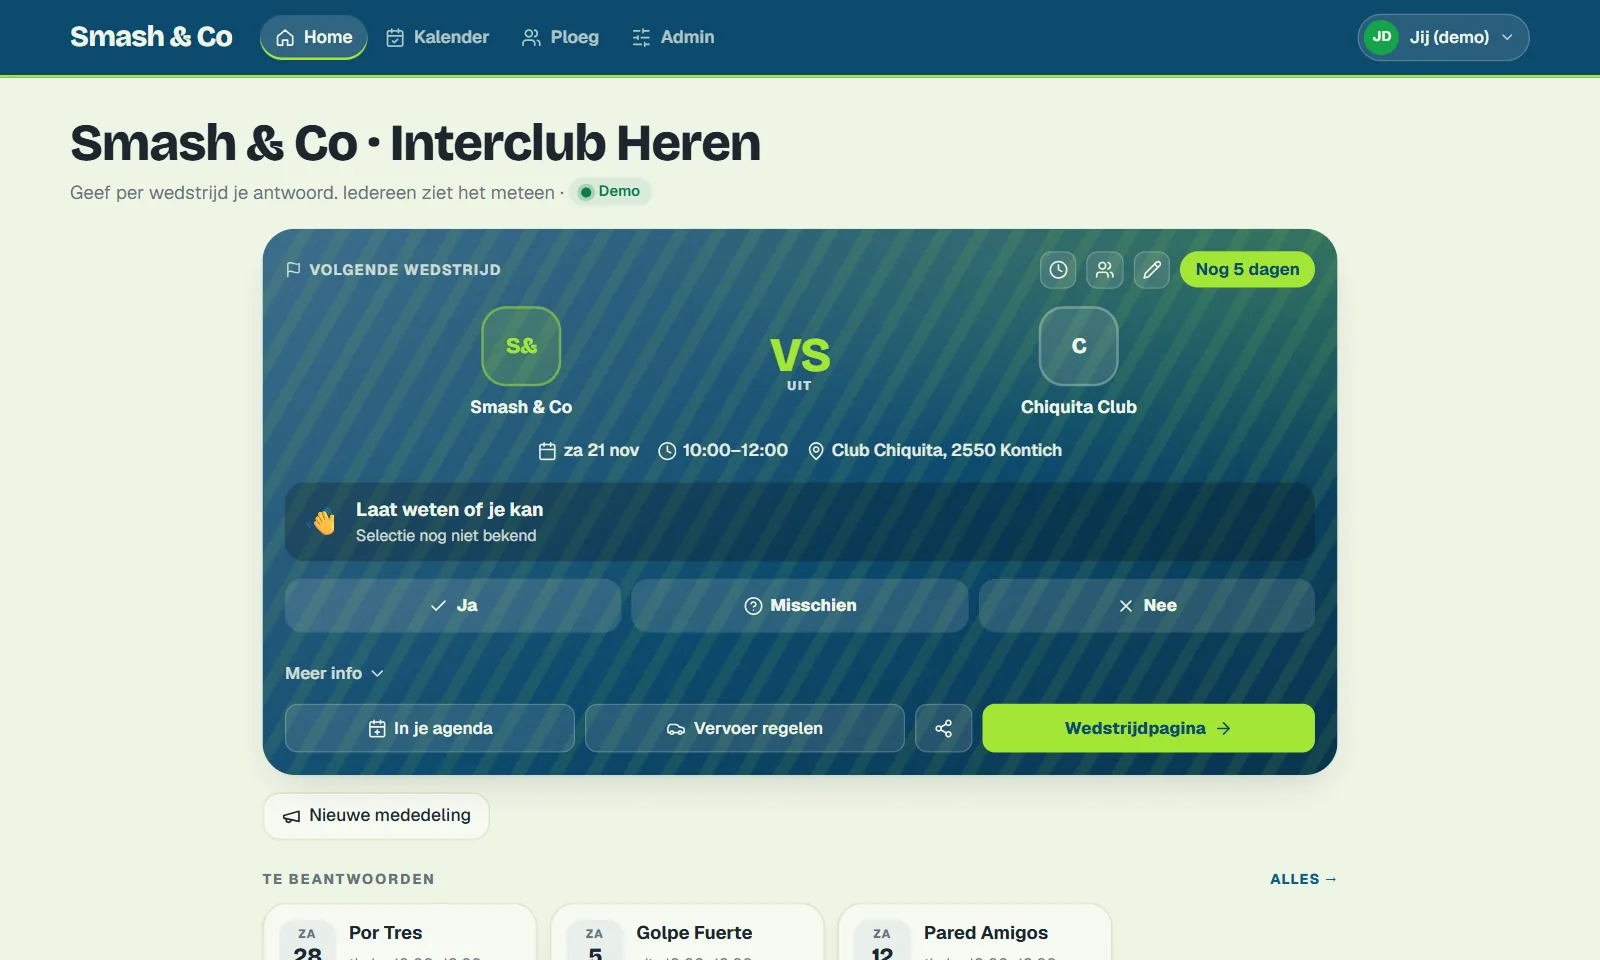 Smash & Co
Home
Kalender
Ploeg
Admin
JD
Jij (demo)
Smash & Co · Interclub Heren
Geef per wedstrijd je antwoord. Iedereen ziet het meteen ·
Demo
VOLGENDE WEDSTRIJD
Nog 5 dagen
S&
VS
UIT
C
Smash & Co
Chiquita Club
za 21 nov
10:00–12:00
Club Chiquita, 2550 Kontich
Laat weten of je kan
Selectie nog niet bekend
Ja
Misschien
Nee
Meer info
In je agenda
Vervoer regelen
Wedstrijdpagina →
Nieuwe mededeling
TE BEANTWOORDEN
ALLES →
ZA
28
Por Tres
ZA
5
Golpe Fuerte
ZA
12
Pared Amigos